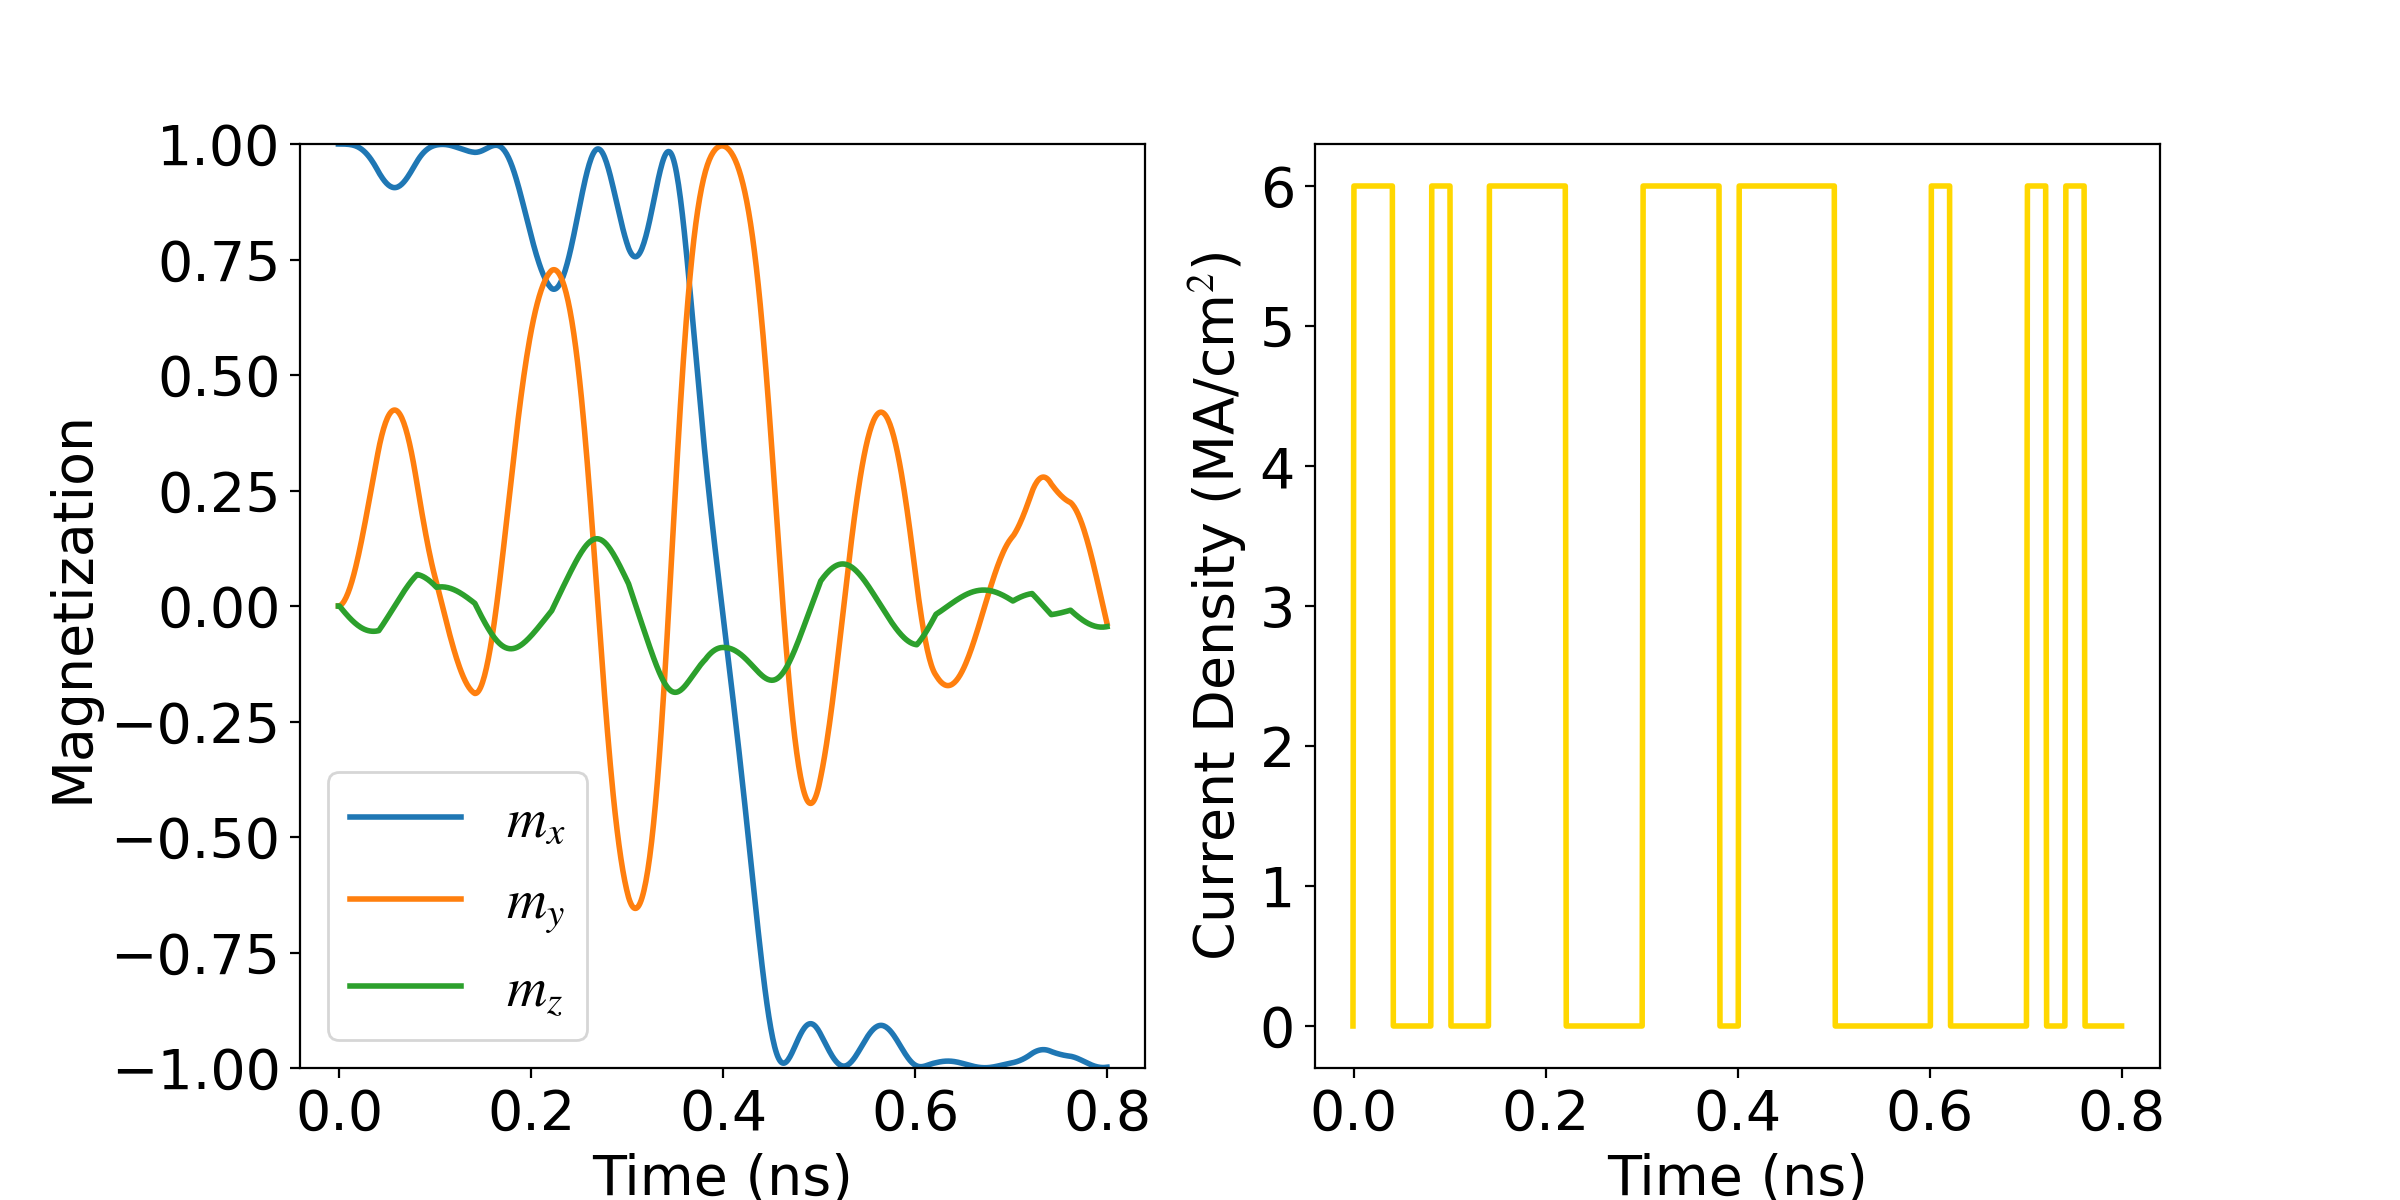 Magnetization
1.00
0.75
0.50
0.25
0.00
−0.25
−0.50
−0.75
−1.00
m_x
m_y
m_z
0.0 0.2 0.4 0.6 0.8
Time (ns)
Current Density (MA/cm²)
6
5
4
3
2
1
0
0.0 0.2 0.4 0.6 0.8
Time (ns)